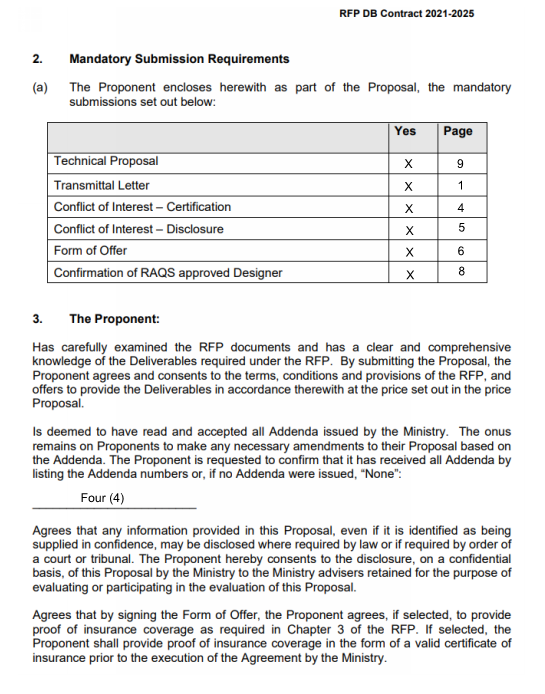 RFP DB Contract 2021-2025
2. Mandatory Submission Requirements
(a) The Proponent encloses herewith as part of the Proposal, the mandatory
submissions set out below:
Yes Page
Technical Proposal X 9
Transmittal Letter X 1
Conflict of Interest – Certification X 4
Conflict of Interest – Disclosure X 5
Form of Offer X 6
Confirmation of RAQS approved Designer X 8
3. The Proponent:
Has carefully examined the RFP documents and has a clear and comprehensive
knowledge of the Deliverables required under the RFP. By submitting the Proposal, the
Proponent agrees and consents to the terms, conditions and provisions of the RFP, and
offers to provide the Deliverables in accordance therewith at the price set out in the price
Proposal.
Is deemed to have read and accepted all Addenda issued by the Ministry. The onus
remains on Proponents to make any necessary amendments to their Proposal based on
the Addenda. The Proponent is requested to confirm that it has received all Addenda by
listing the Addenda numbers or, if no Addenda were issued, “None”:
Four (4)
Agrees that any information provided in this Proposal, even if it is identified as being
supplied in confidence, may be disclosed where required by law or if required by order of
a court or tribunal. The Proponent hereby consents to the disclosure, on a confidential
basis, of this Proposal by the Ministry to the Ministry advisers retained for the purpose of
evaluating or participating in the evaluation of this Proposal.
Agrees that by signing the Form of Offer, the Proponent agrees, if selected, to provide
proof of insurance coverage as required in Chapter 3 of the RFP. If selected, the
Proponent shall provide proof of insurance coverage in the form of a valid certificate of
insurance prior to the execution of the Agreement by the Ministry.